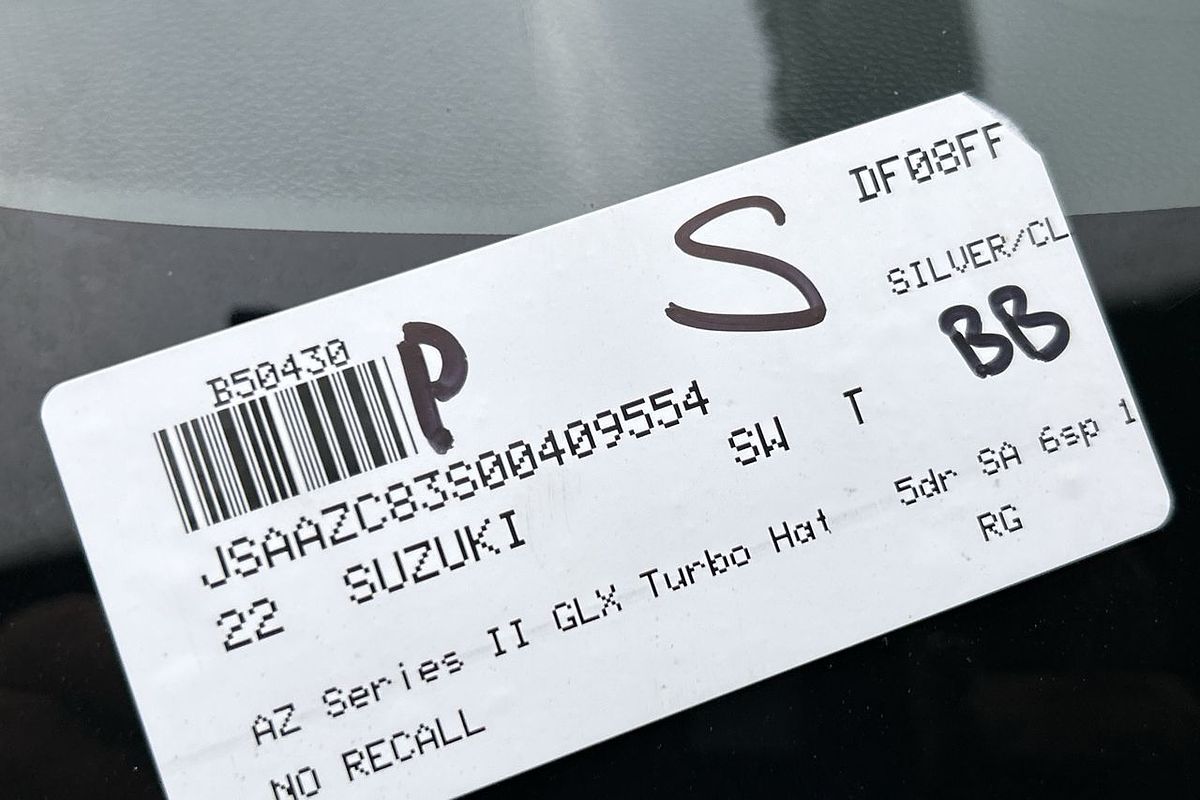 DF08FF
S
SILVER/CL
B50430 P
BB
JSAAZC83S00409554
SW T
22 SUZUKI
5dr SA 6sp 1
AZ Series II GLX Turbo Hat
RG
NO RECALL